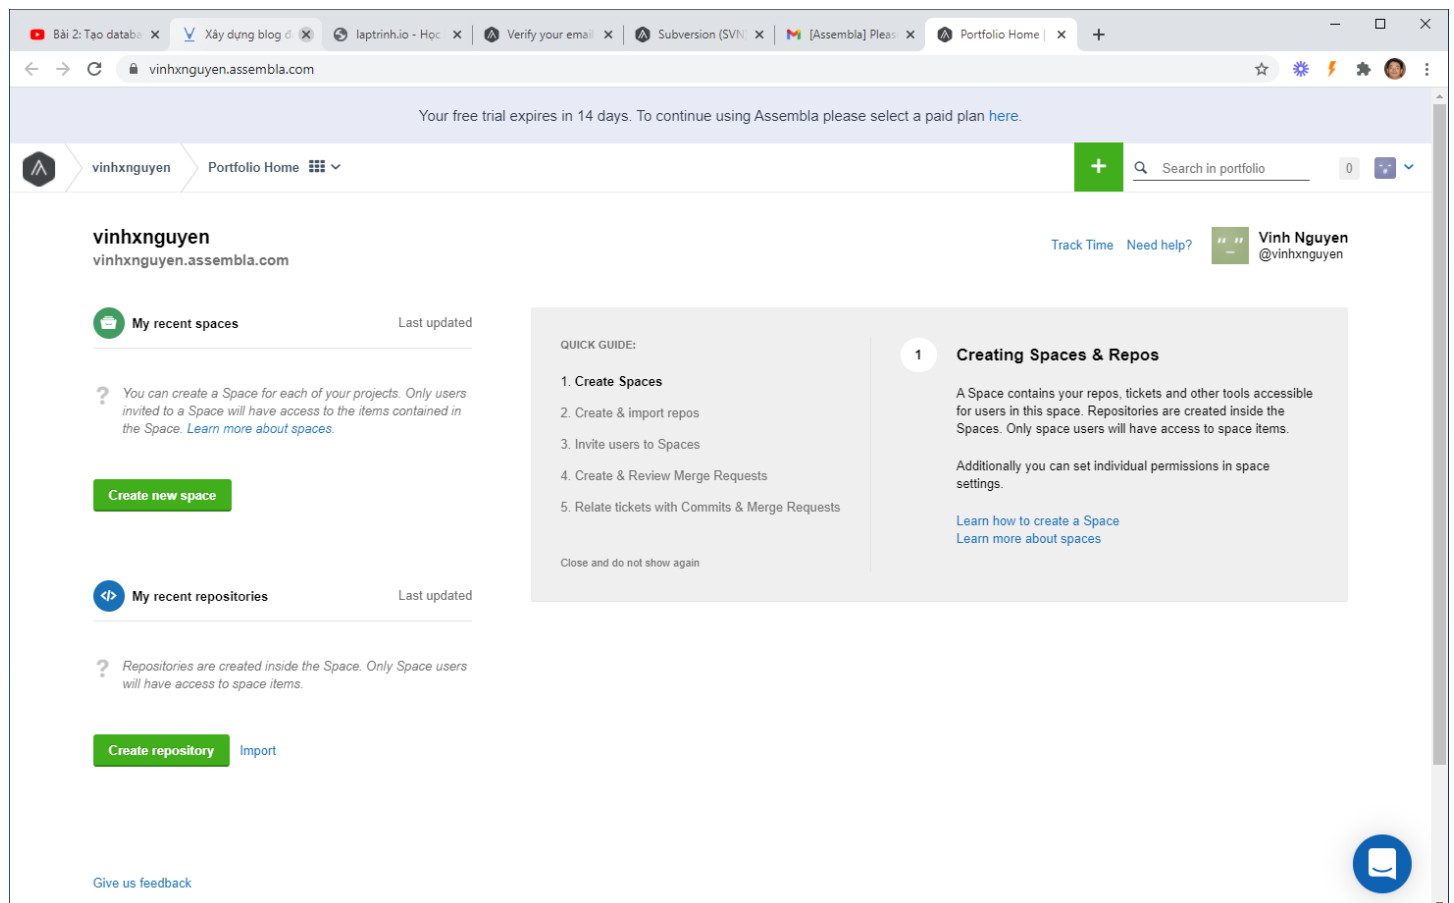 Bài 2: Tạo databa
Xây dựng blog đ
laptrinh.io - Học
Verify your email
Subversion (SVN)
[Assembla] Pleas
Portfolio Home |
vinhxnguyen.assembla.com
Your free trial expires in 14 days. To continue using Assembla please select a paid plan here.
vinhxnguyen
Portfolio Home
+
Search in portfolio
0
vinhxnguyen
vinhxnguyen.assembla.com
Track Time
Need help?
Vinh Nguyen
@vinhxnguyen
My recent spaces
Last updated
? You can create a Space for each of your projects. Only users
invited to a Space will have access to the items contained in
the Space. Learn more about spaces.
Create new space
My recent repositories
Last updated
? Repositories are created inside the Space. Only Space users
will have access to space items.
Create repository
Import
Give us feedback
QUICK GUIDE:
1. Create Spaces
2. Create & import repos
3. Invite users to Spaces
4. Create & Review Merge Requests
5. Relate tickets with Commits & Merge Requests
Close and do not show again
1
Creating Spaces & Repos
A Space contains your repos, tickets and other tools accessible
for users in this space. Repositories are created inside the
Spaces. Only space users will have access to space items.
Additionally you can set individual permissions in space
settings.
Learn how to create a Space
Learn more about spaces